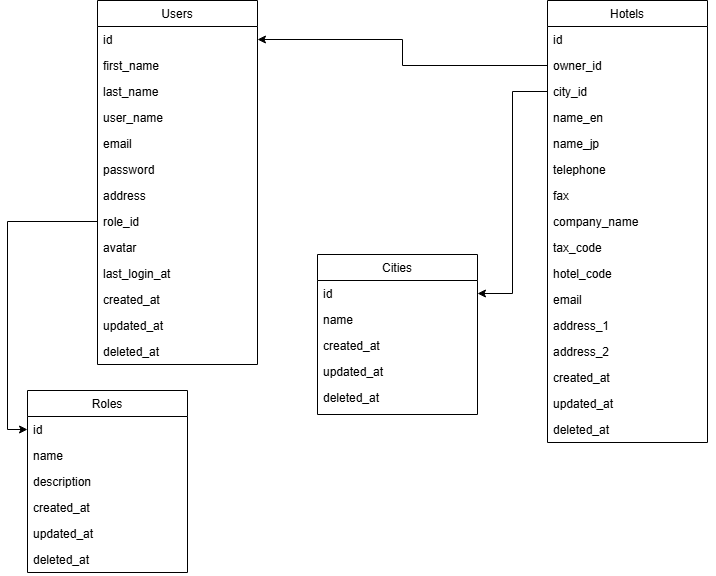 Users
id
first_name
last_name
user_name
email
password
address
role_id
avatar
last_login_at
created_at
updated_at
deleted_at
Hotels
id
owner_id
city_id
name_en
name_jp
telephone
fax
company_name
tax_code
hotel_code
email
address_1
address_2
created_at
updated_at
deleted_at
Cities
id
name
created_at
updated_at
deleted_at
Roles
id
name
description
created_at
updated_at
deleted_at